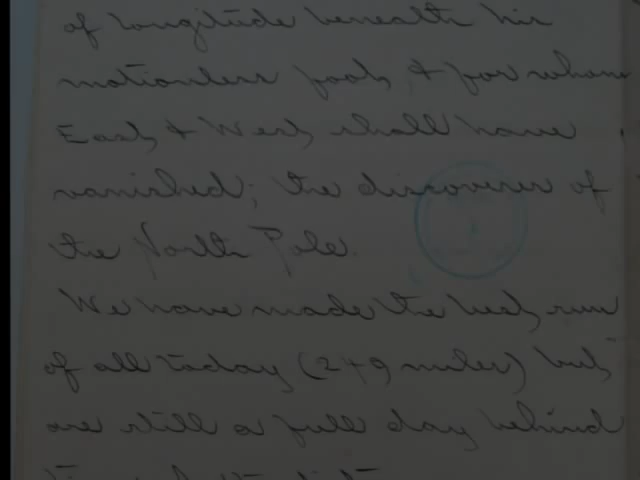 of longitude beneath his
motionless foot, & for whom
East & West shall have
vanished; the discoverer of
the North Pole.
We have made the best run
of all today (249 miles) but
are still a full day behind